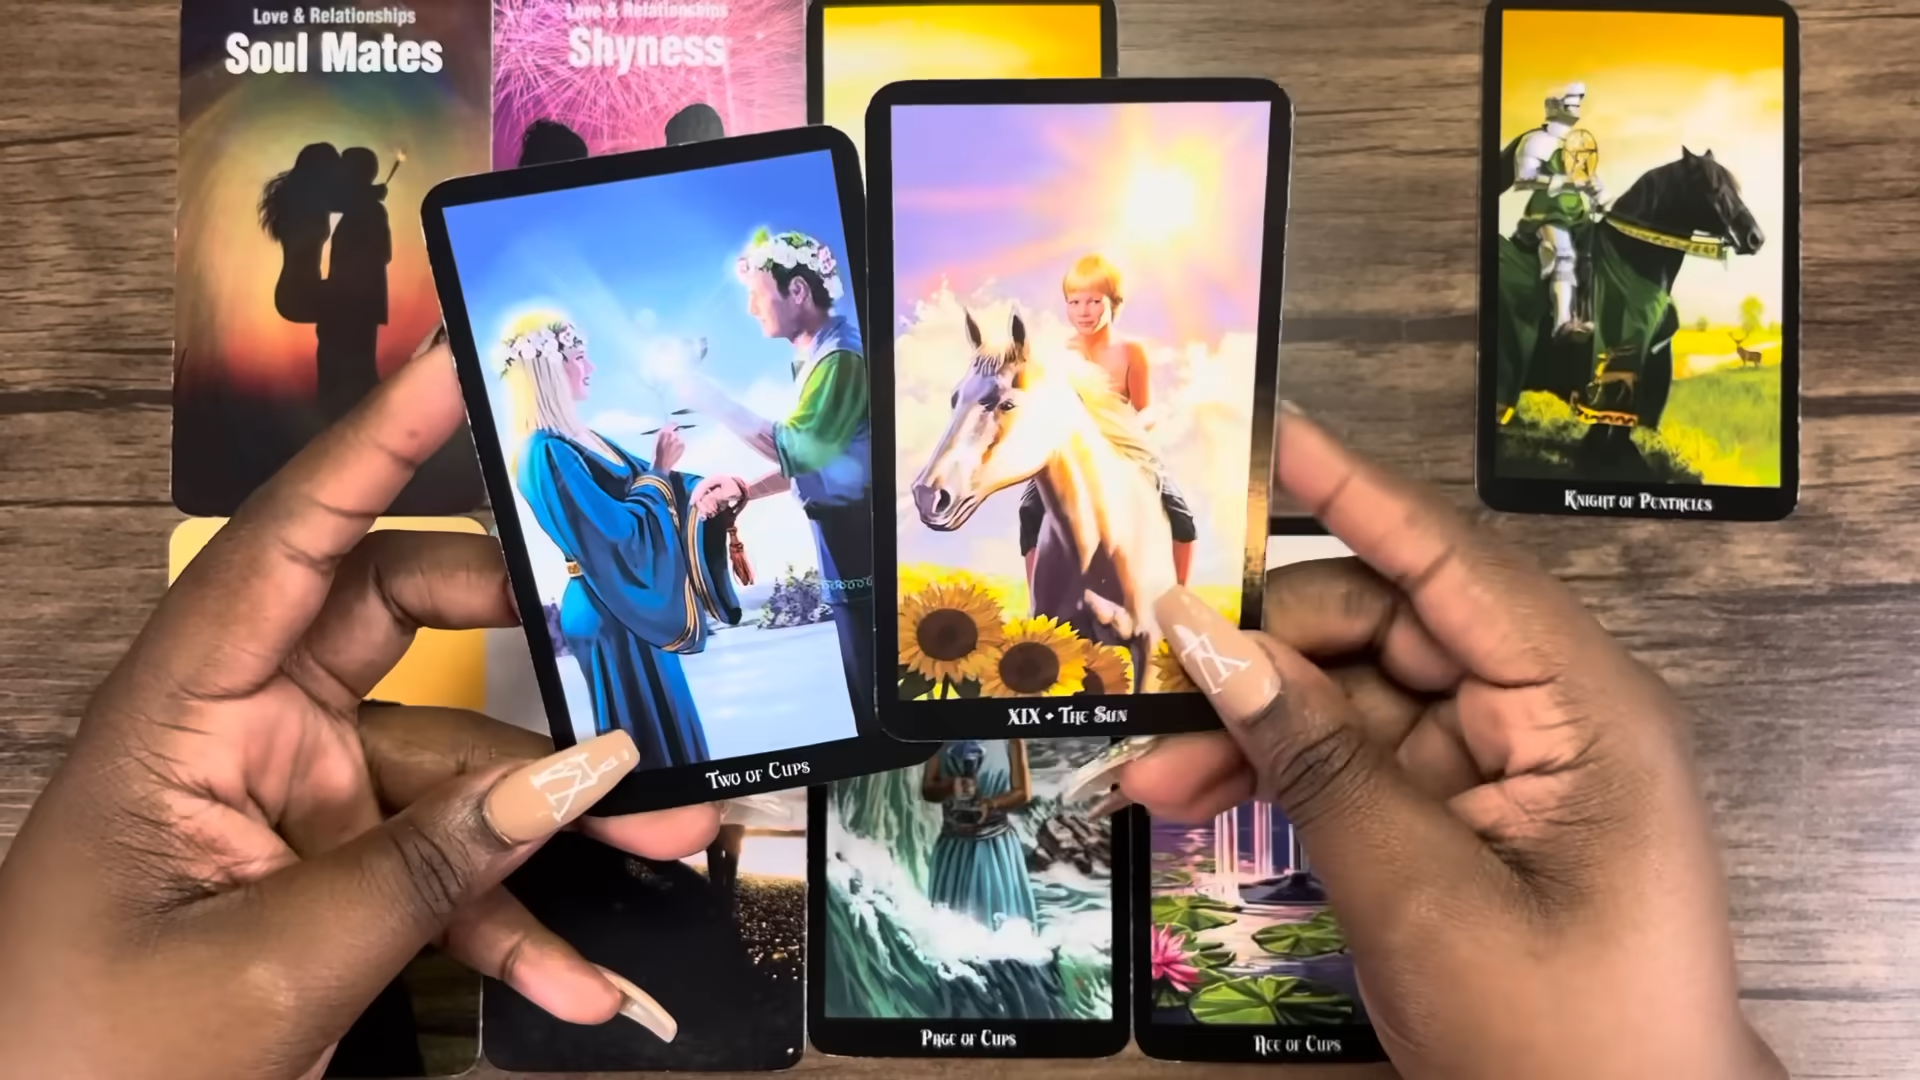 Love & Relationships
Soul Mates
Love & Relationships
Shyness
Knight of Pentacles
XIX • The Sun
Two of Cups
Page of Cups
Ace of Cups